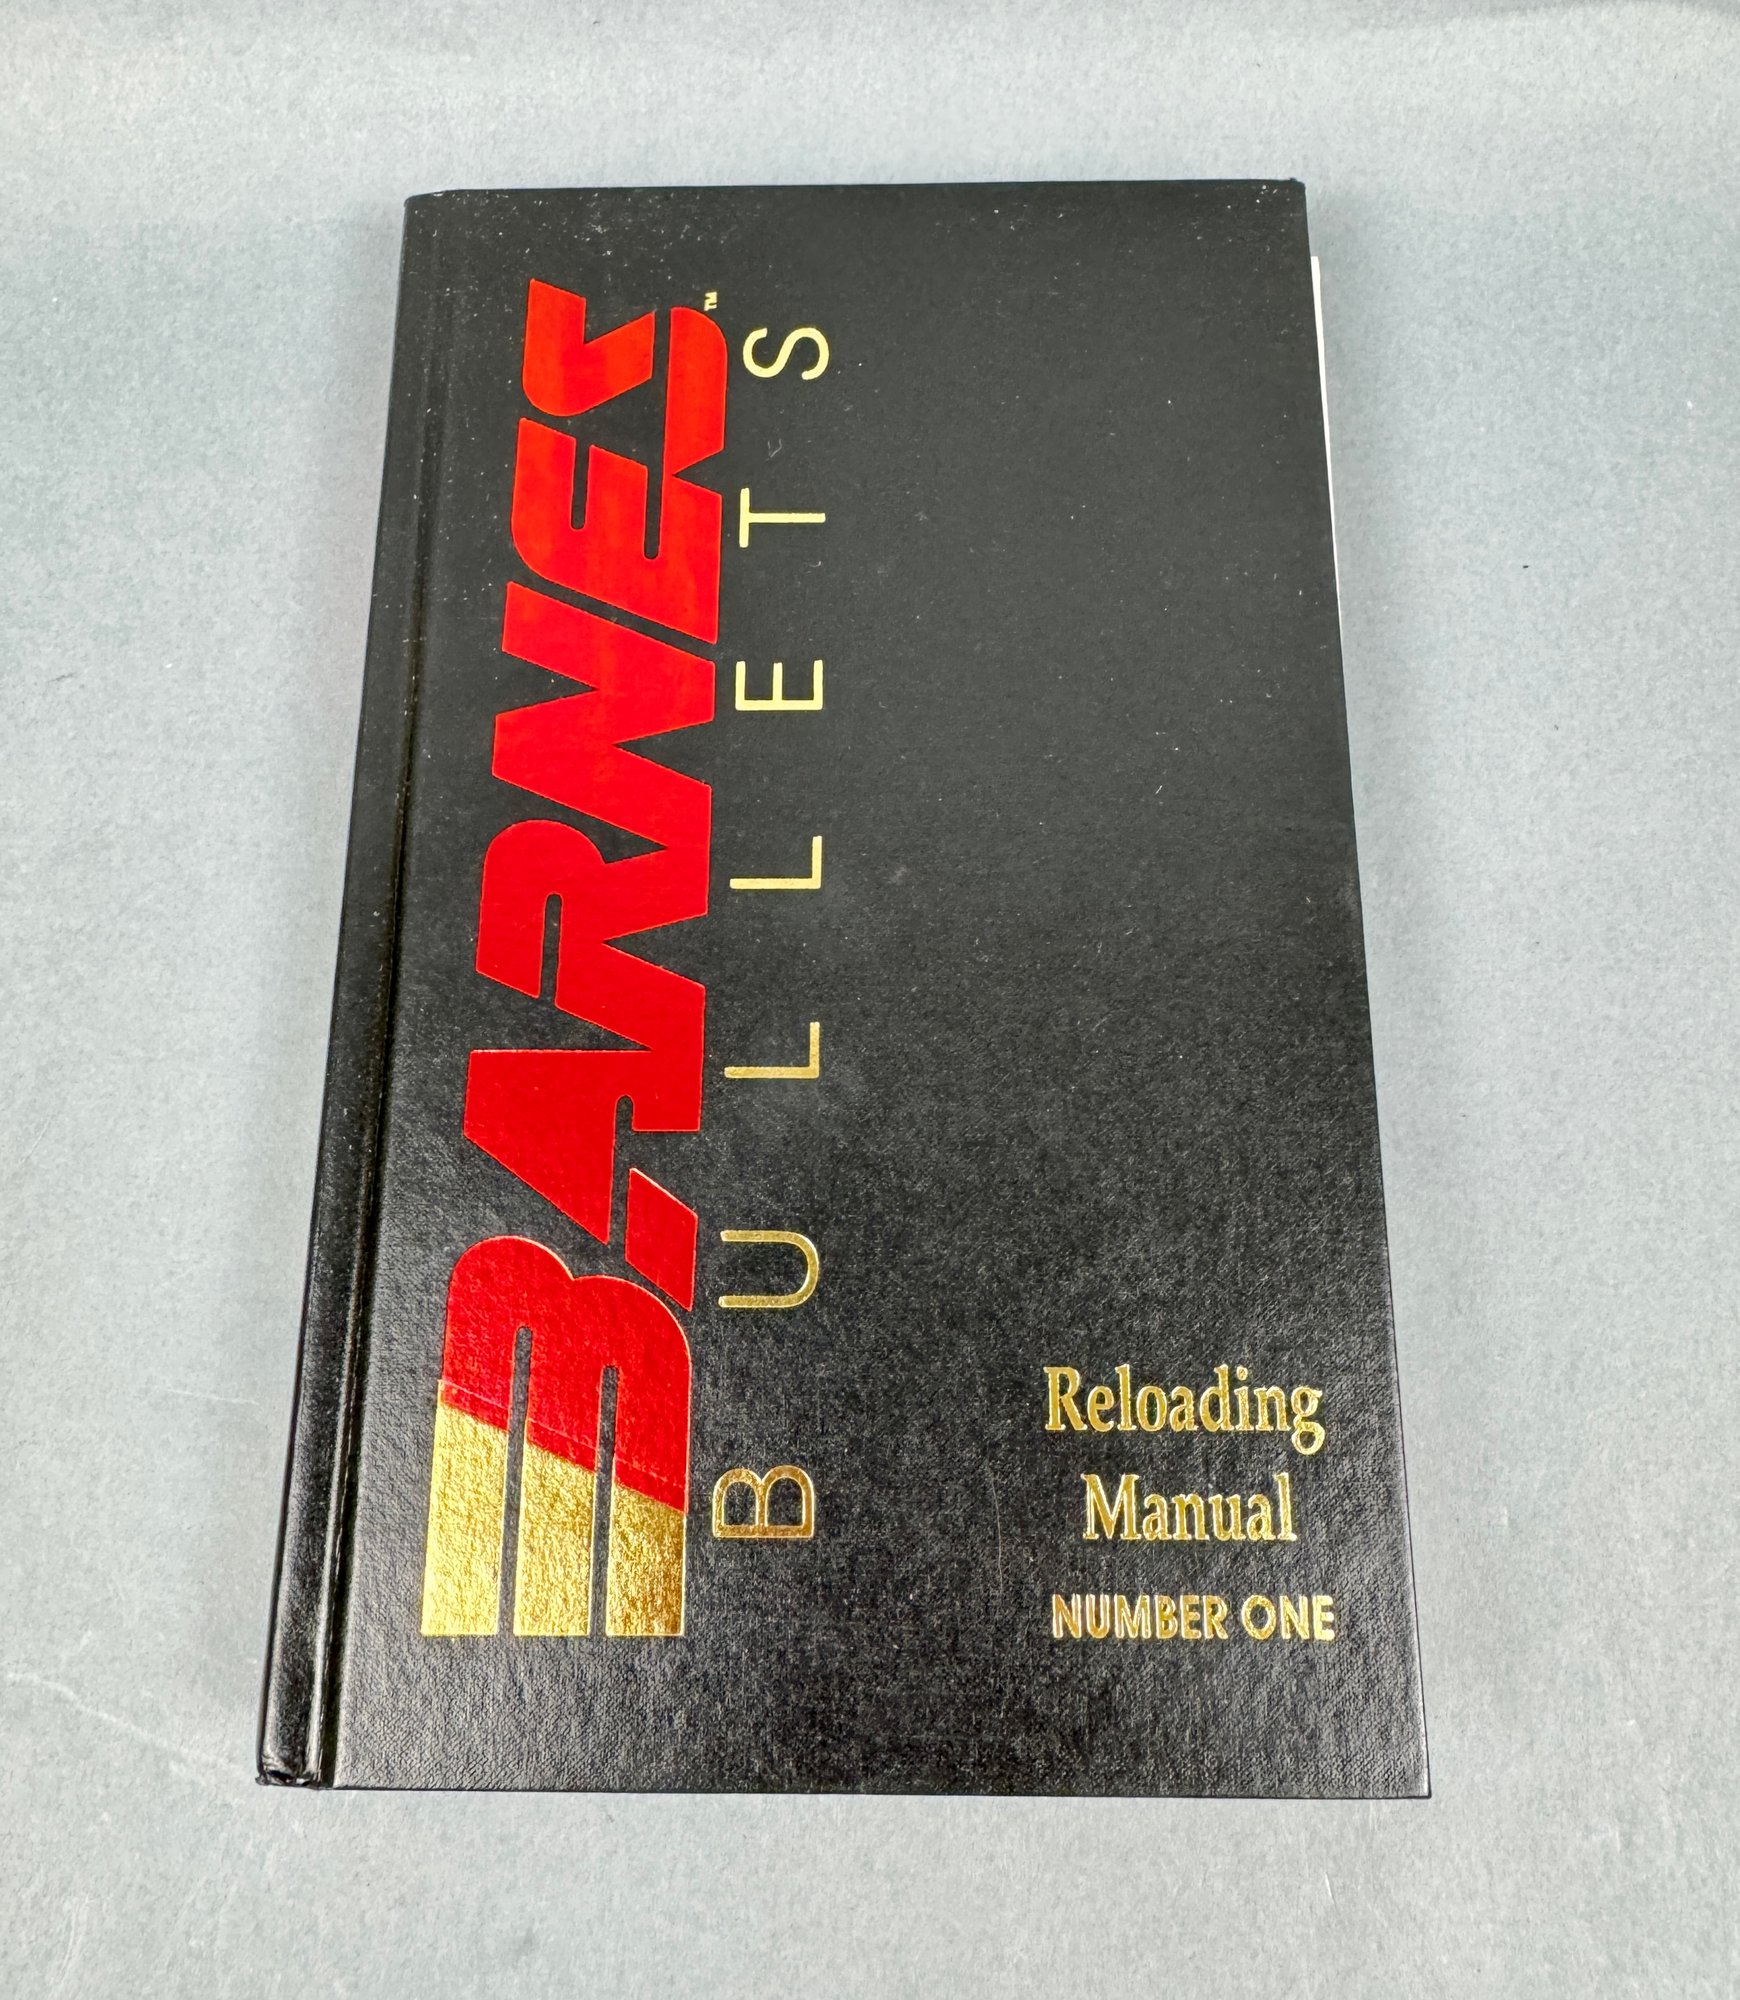 BARNES™
BULLETS
Reloading
Manual
NUMBER ONE